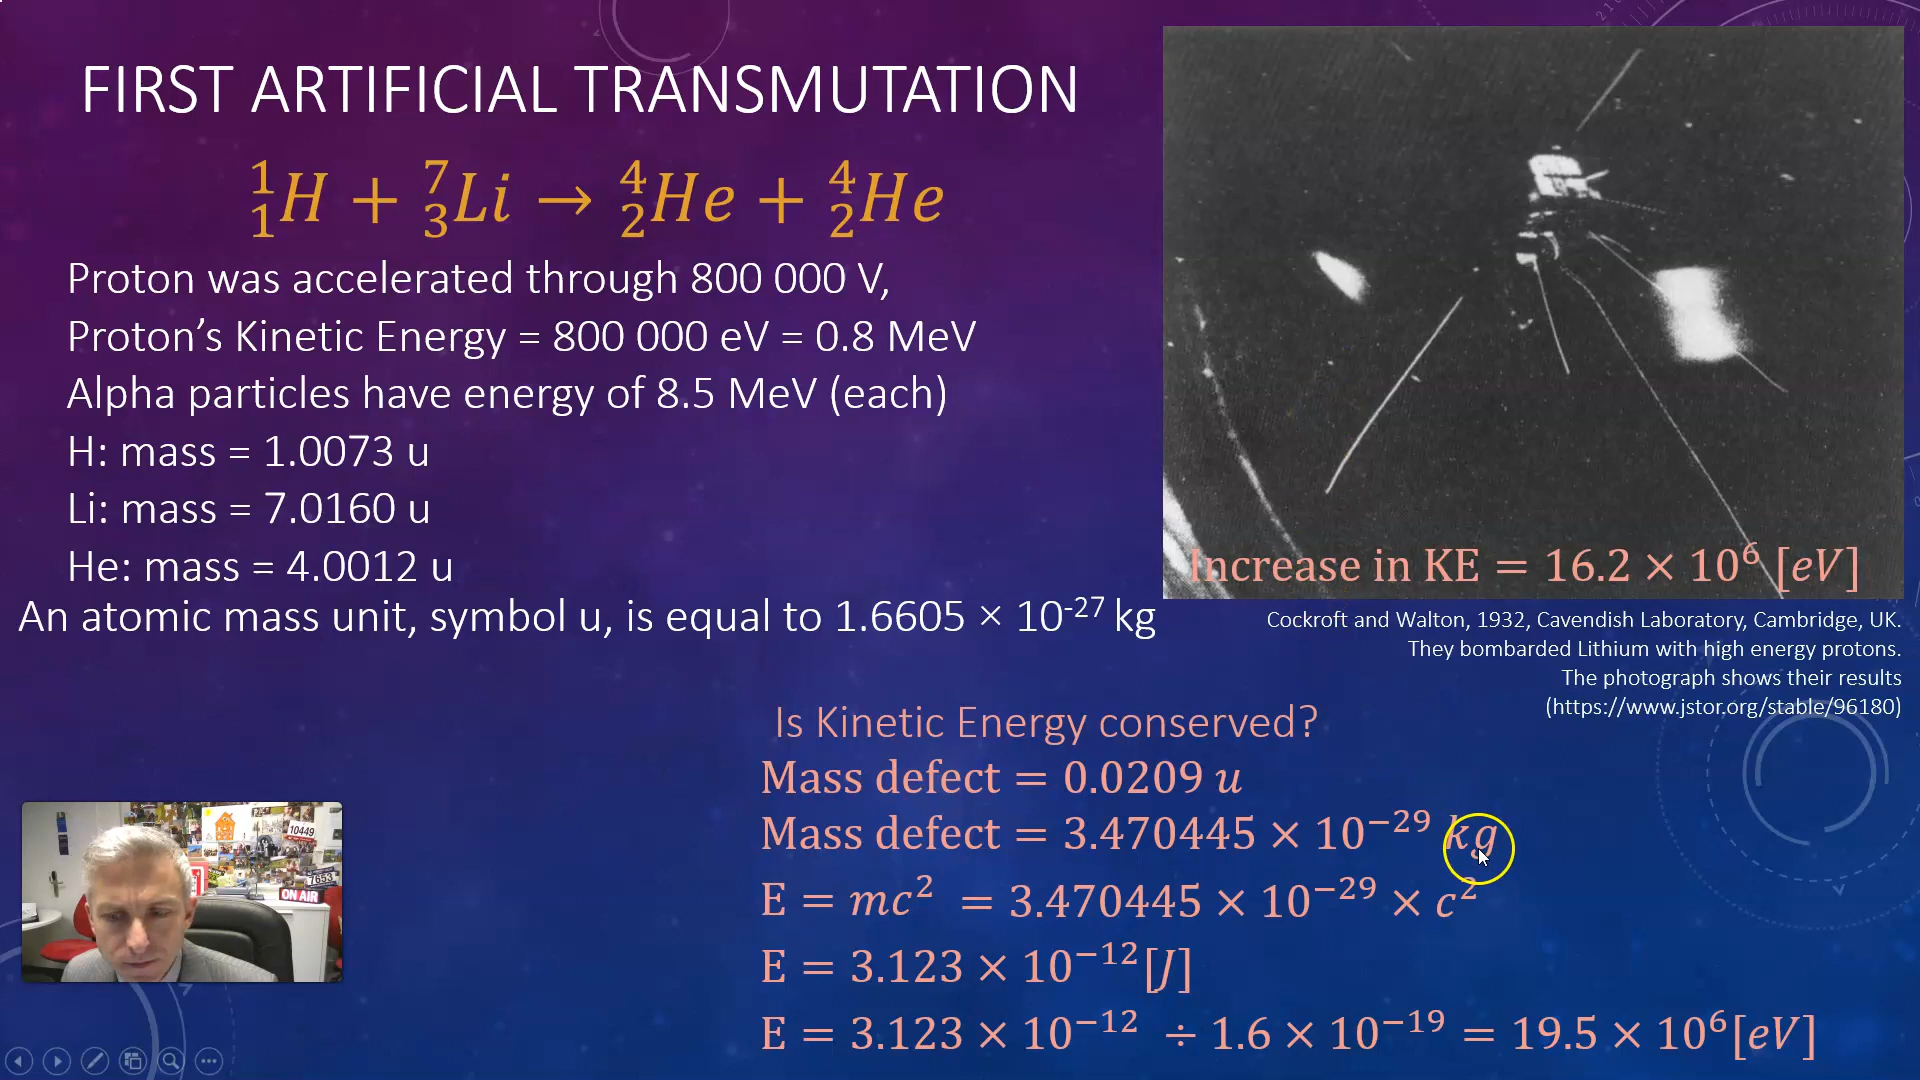 FIRST ARTIFICIAL TRANSMUTATION
¹₁H + ⁷₃Li → ⁴₂He + ⁴₂He
Proton was accelerated through 800 000 V,
Proton's Kinetic Energy = 800 000 eV = 0.8 MeV
Alpha particles have energy of 8.5 MeV (each)
H: mass = 1.0073 u
Li: mass = 7.0160 u
He: mass = 4.0012 u
An atomic mass unit, symbol u, is equal to 1.6605 × 10⁻²⁷ kg
Increase in KE = 16.2 × 10⁶ [eV]
Cockroft and Walton, 1932, Cavendish Laboratory, Cambridge, UK.
They bombarded Lithium with high energy protons.
The photograph shows their results
(https://www.jstor.org/stable/96180)
Is Kinetic Energy conserved?
Mass defect = 0.0209 u
Mass defect = 3.470445 × 10⁻²⁹ kg
E = mc² = 3.470445 × 10⁻²⁹ × c²
E = 3.123 × 10⁻¹² [J]
E = 3.123 × 10⁻¹² ÷ 1.6 × 10⁻¹⁹ = 19.5 × 10⁶ [eV]
10449
7653
ON AIR